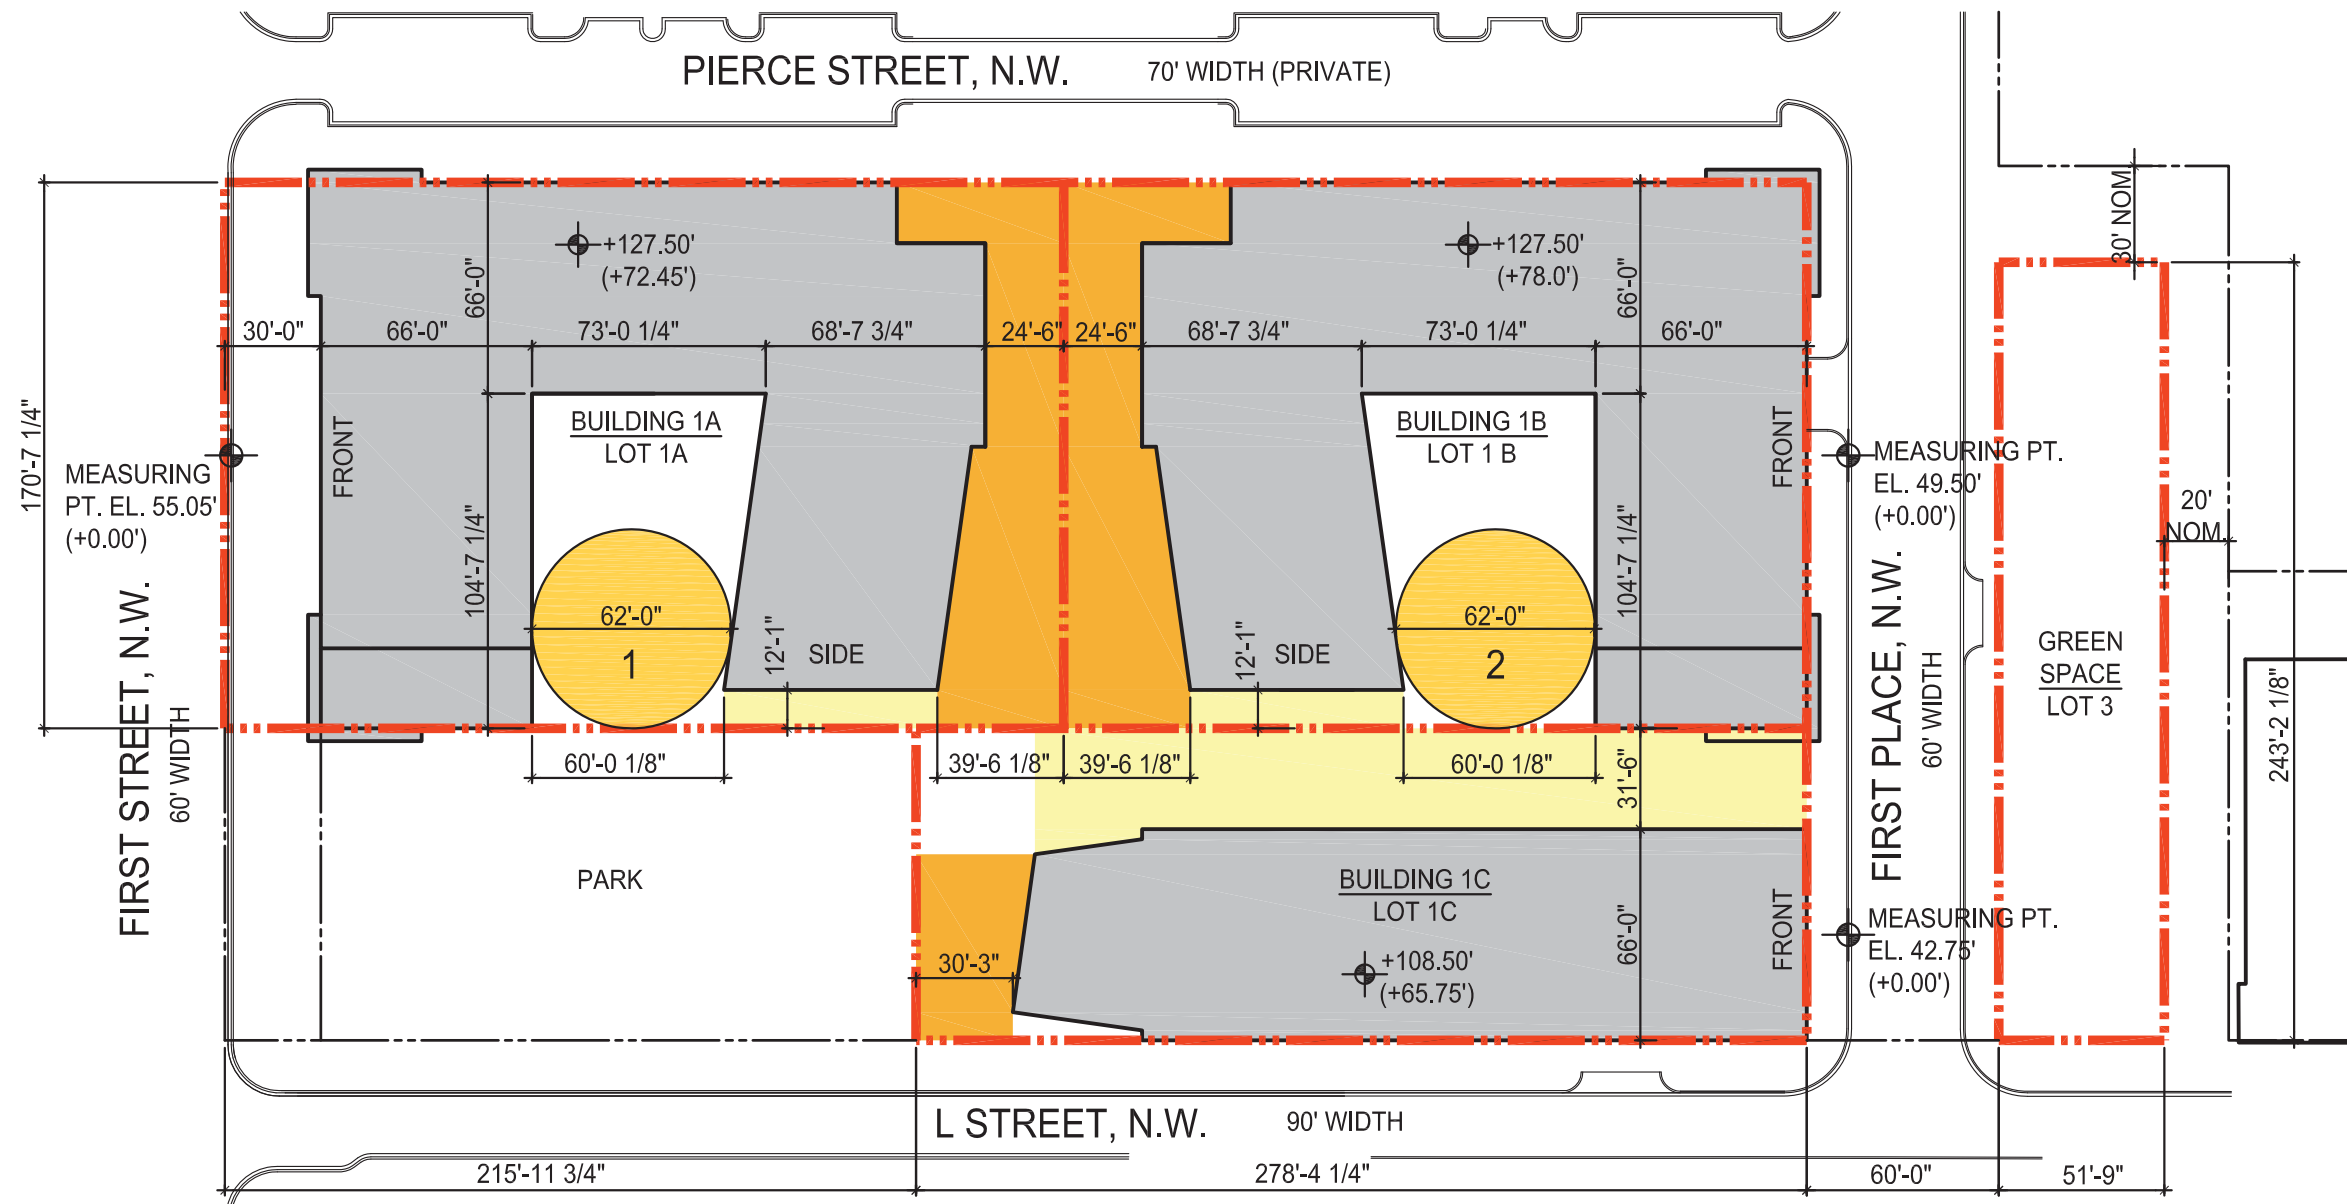 PIERCE STREET, N.W. 70' WIDTH (PRIVATE)
30' NOM.
+127.50'
(+72.45')
+127.50'
(+78.0')
66'-0"
66'-0"
30'-0" 66'-0" 73'-0 1/4" 68'-7 3/4" 24'-6" 24'-6" 68'-7 3/4" 73'-0 1/4" 66'-0"
170'-7 1/4"
BUILDING 1A
LOT 1A
BUILDING 1B
LOT 1 B
FRONT
FRONT
MEASURING
PT. EL. 55.05'
(+0.00')
MEASURING PT.
EL. 49.50'
(+0.00')
20'
NOM.
104'-7 1/4"
104'-7 1/4"
62'-0"
1
62'-0"
2
12'-1"
SIDE
12'-1"
SIDE
FIRST STREET, N.W.
60' WIDTH
FIRST PLACE, N.W.
60' WIDTH
GREEN
SPACE
LOT 3
243'-2 1/8"
60'-0 1/8" 39'-6 1/8" 39'-6 1/8" 60'-0 1/8"
31'-6"
PARK
BUILDING 1C
LOT 1C
66'-0"
FRONT
MEASURING PT.
EL. 42.75'
(+0.00')
30'-3"
+108.50'
(+65.75')
L STREET, N.W. 90' WIDTH
215'-11 3/4" 278'-4 1/4" 60'-0" 51'-9"